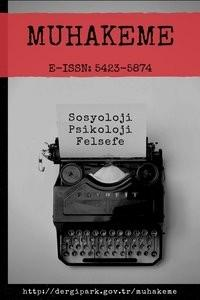 MUHAKEME
E-ISSN: 5423-5874
Sosyoloji
Psikoloji
Felsefe
http://dergipark.gov.tr/muhakeme